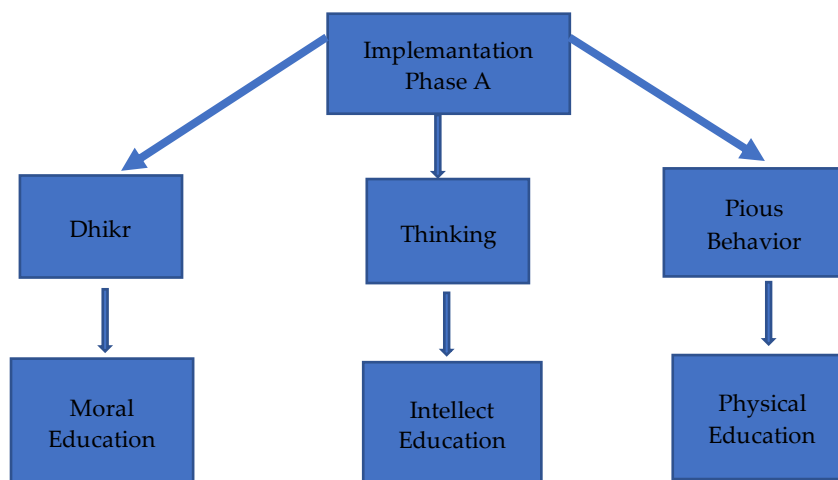 Implemantation
Phase A
Dhikr
Thinking
Pious
Behavior
Moral
Education
Intellect
Education
Physical
Education